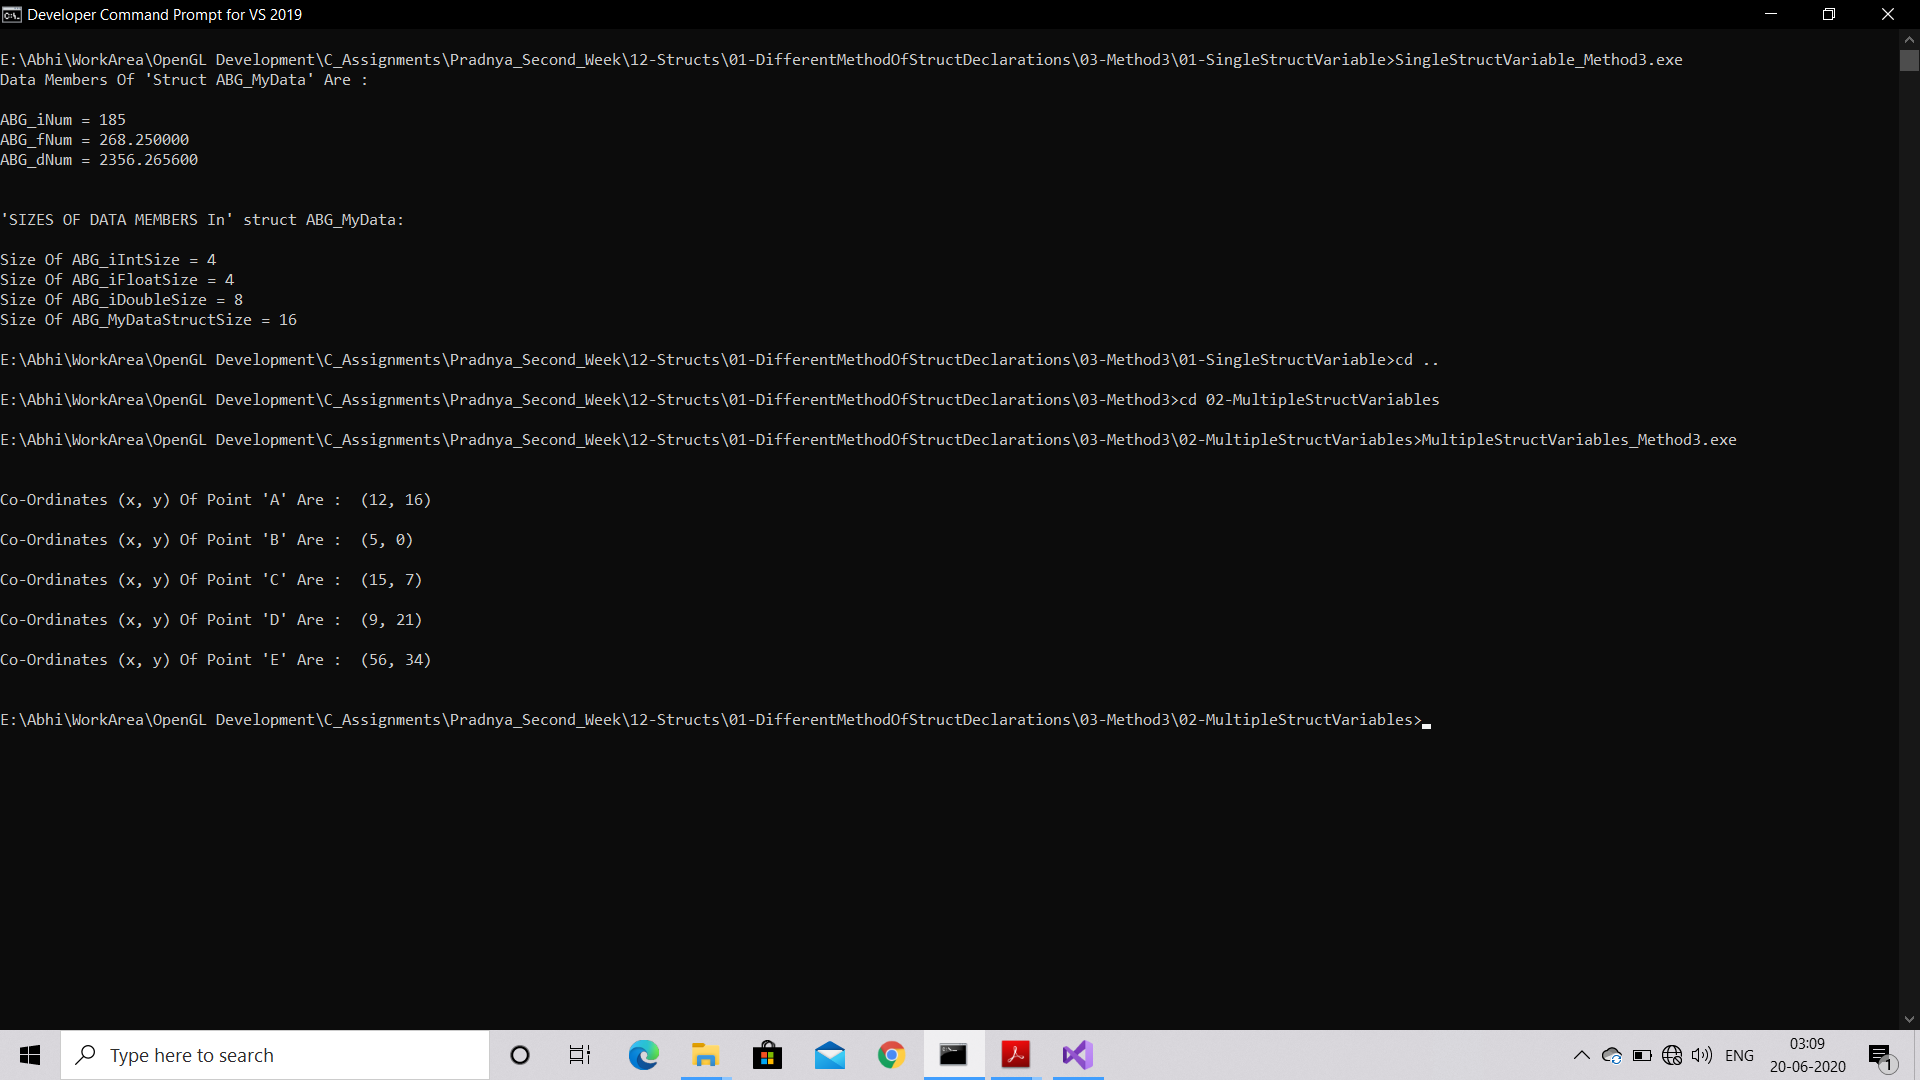 Developer Command Prompt for VS 2019
E:\Abhi\WorkArea\OpenGL Development\C_Assignments\Pradnya_Second_Week\12-Structs\01-DifferentMethodOfStructDeclarations\03-Method3\01-SingleStructVariable>SingleStructVariable_Method3.exe
Data Members Of 'Struct ABG_MyData' Are :
ABG_iNum = 185
ABG_fNum = 268.250000
ABG_dNum = 2356.265600
'SIZES OF DATA MEMBERS In' struct ABG_MyData:
Size Of ABG_iIntSize = 4
Size Of ABG_iFloatSize = 4
Size Of ABG_iDoubleSize = 8
Size Of ABG_MyDataStructSize = 16
E:\Abhi\WorkArea\OpenGL Development\C_Assignments\Pradnya_Second_Week\12-Structs\01-DifferentMethodOfStructDeclarations\03-Method3\01-SingleStructVariable>cd ..
E:\Abhi\WorkArea\OpenGL Development\C_Assignments\Pradnya_Second_Week\12-Structs\01-DifferentMethodOfStructDeclarations\03-Method3>cd 02-MultipleStructVariables
E:\Abhi\WorkArea\OpenGL Development\C_Assignments\Pradnya_Second_Week\12-Structs\01-DifferentMethodOfStructDeclarations\03-Method3\02-MultipleStructVariables>MultipleStructVariables_Method3.exe
Co-Ordinates (x, y) Of Point 'A' Are :  (12, 16)
Co-Ordinates (x, y) Of Point 'B' Are :  (5, 0)
Co-Ordinates (x, y) Of Point 'C' Are :  (15, 7)
Co-Ordinates (x, y) Of Point 'D' Are :  (9, 21)
Co-Ordinates (x, y) Of Point 'E' Are :  (56, 34)
E:\Abhi\WorkArea\OpenGL Development\C_Assignments\Pradnya_Second_Week\12-Structs\01-DifferentMethodOfStructDeclarations\03-Method3\02-MultipleStructVariables>
Type here to search
ENG
03:09
20-06-2020
1